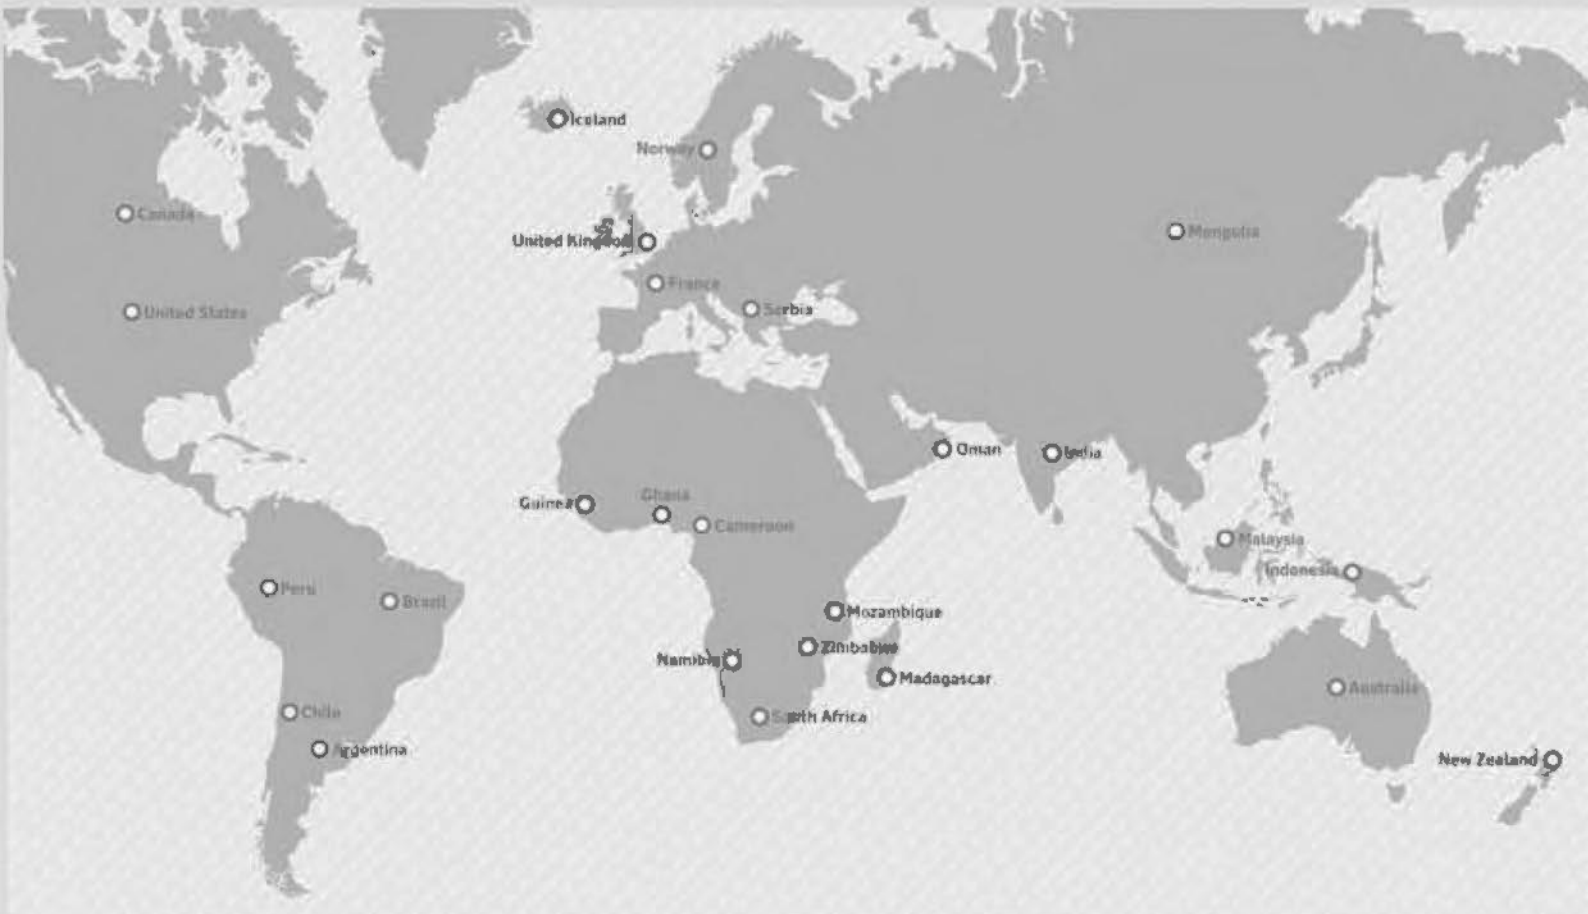 Iceland
Norway
Canada
Mongolia
United Kingdom
France
United States
Serbia
Oman
India
Guinea
Ghana
Cameroon
Malaysia
Indonesia
Peru
Brazil
Mozambique
Zimbabwe
Namibia
Madagascar
Australia
Chile
South Africa
Argentina
New Zealand